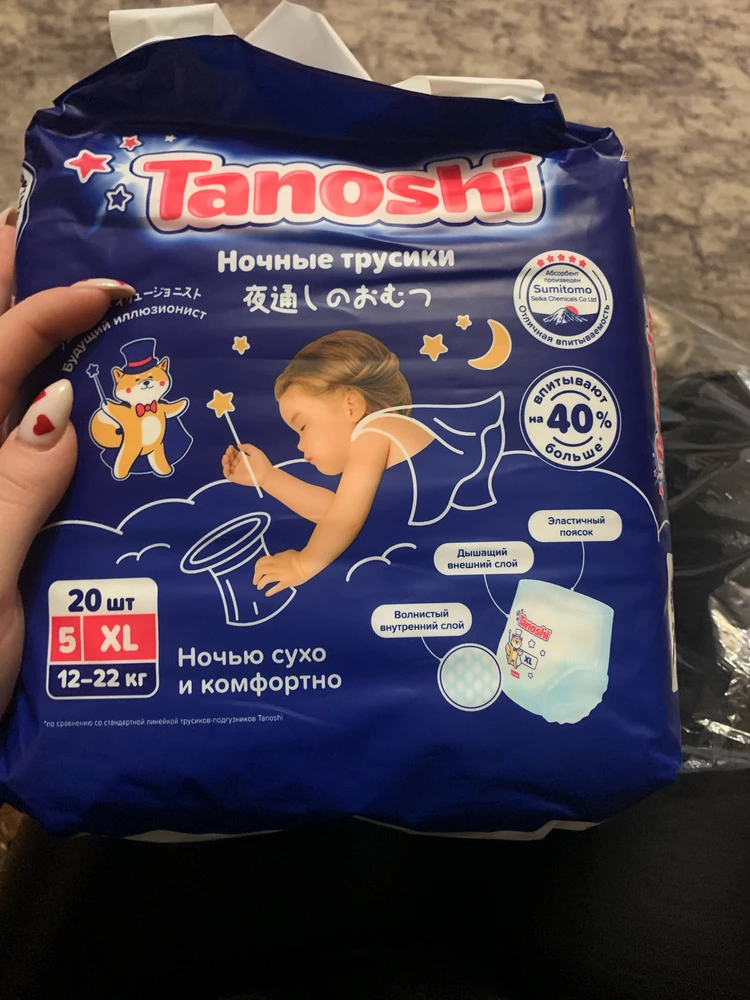 Tanoshi
Ночные трусики
夜通しのおむつ
Абсорбент
произведен
Sumitomo
Seika Chemicals Co Ltd
Отличная впитываемость
ージョニスト
Будущий иллюзионист
впитывают
на 40%
больше*
Эластичный
поясок
Дышащий
внешний слой
Волнистый
внутренний слой
Tanoshi
XL
20 шт
5 XL
12–22 кг
Ночью сухо
и комфортно
*по сравнению со стандартной линейкой трусиков-подгузников Tanoshi